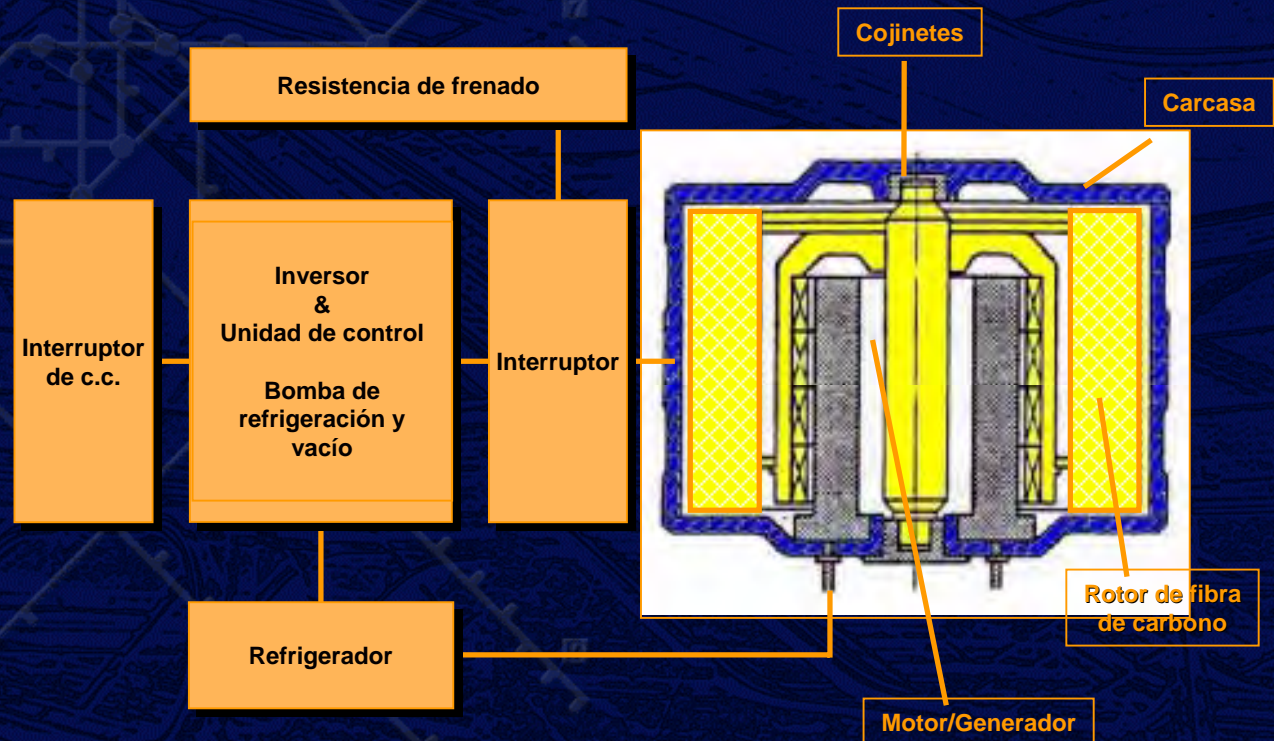 Cojinetes
Resistencia de frenado
Carcasa
Interruptor
de c.c.
Inversor
&
Unidad de control
Bomba de
refrigeración y
vacío
Interruptor
Rotor de fibra
de carbono
Refrigerador
Motor/Generador